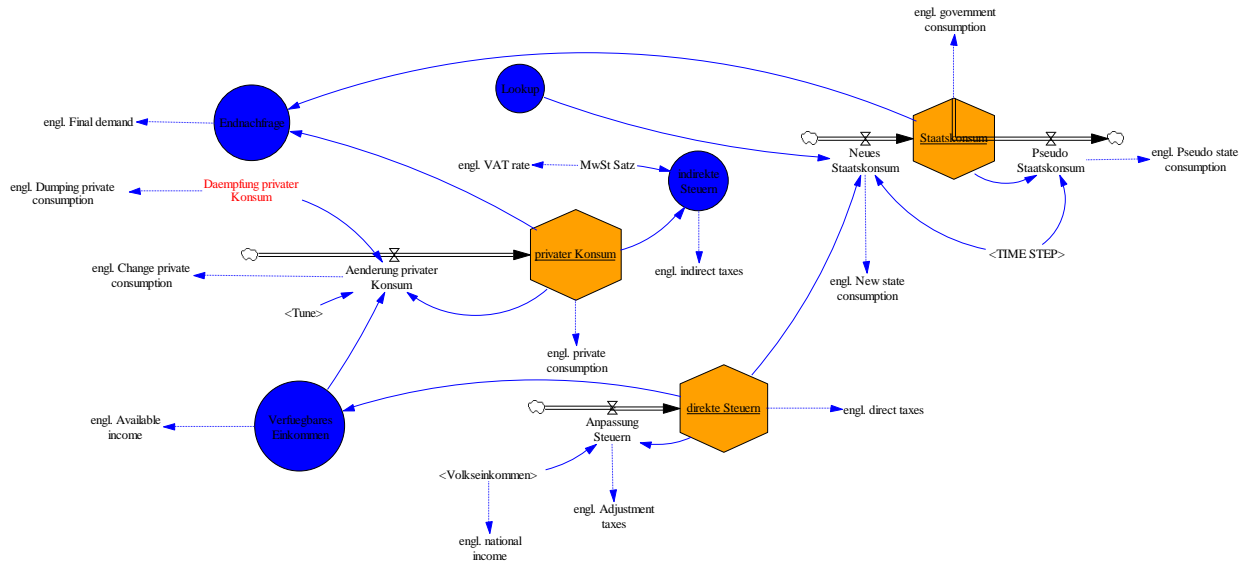 engl. government
consumption
Lookup
Endnachfrage
engl. Final demand
Staatskonsum
Neues
Staatskonsum
Pseudo
Staatskonsum
engl. Pseudo state
consumption
engl. VAT rate
MwSt Satz
indirekte
Steuern
engl. Dumping private
consumption
Daempfung privater
Konsum
privater Konsum
<TIME STEP>
engl. Change private
consumption
Aenderung privater
Konsum
engl. indirect taxes
engl. New state
consumption
<Tune>
engl. private
consumption
engl. Available
income
Verfuegbares
Einkommen
direkte Steuern
engl. direct taxes
Anpassung
Steuern
<Volkseinkommen>
engl. Adjustment
taxes
engl. national
income